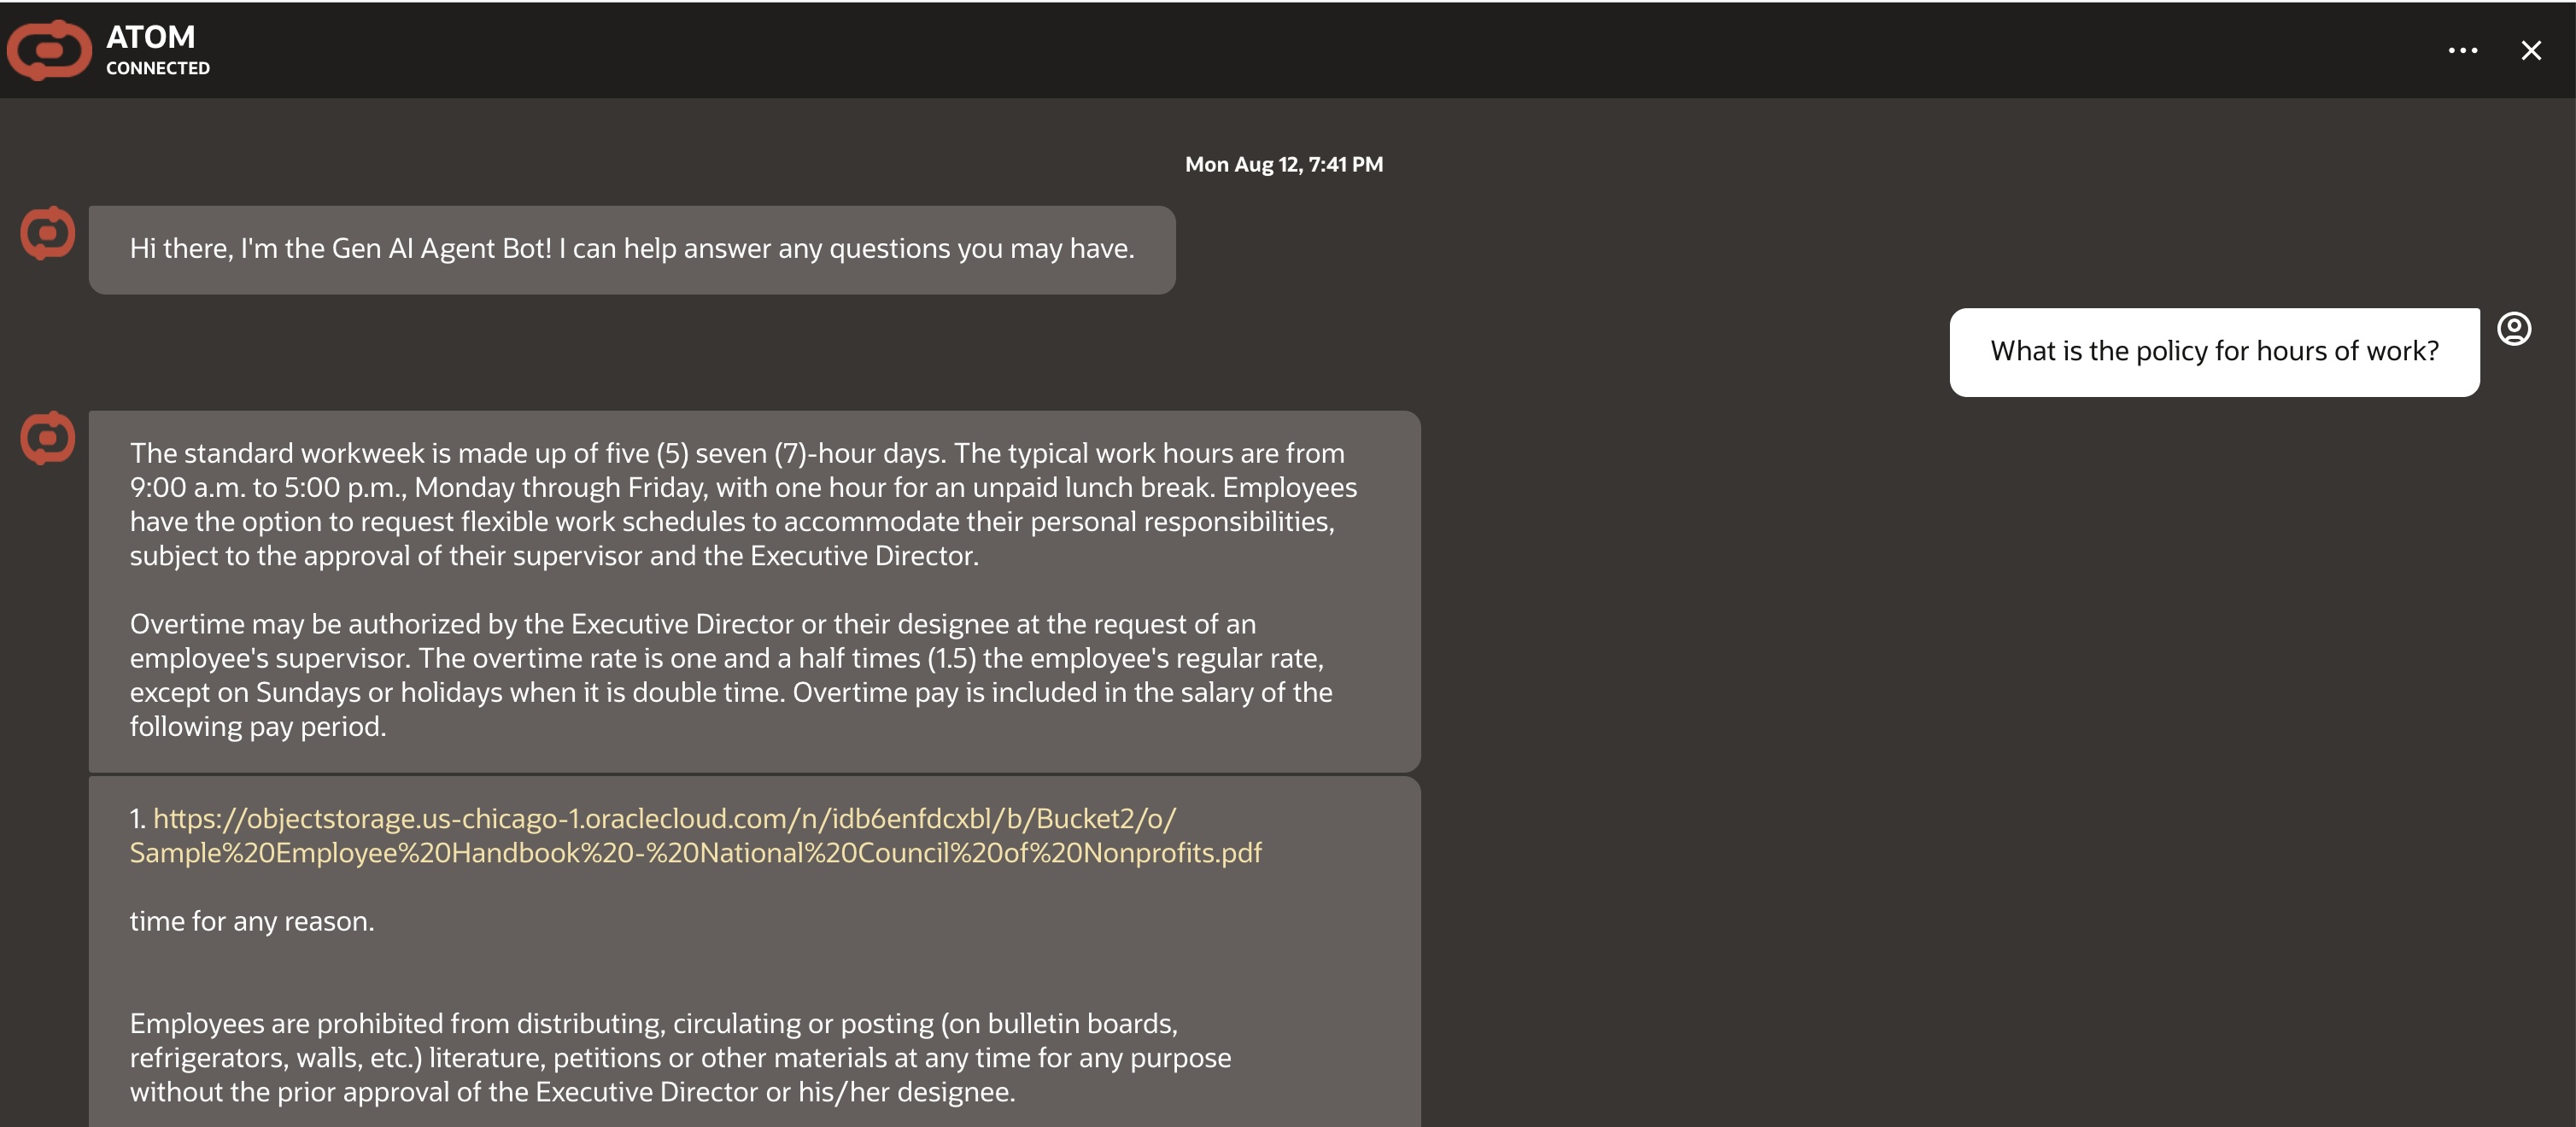 ATOM
CONNECTED
Mon Aug 12, 7:41 PM
Hi there, I'm the Gen AI Agent Bot! I can help answer any questions you may have.
What is the policy for hours of work?
The standard workweek is made up of five (5) seven (7)-hour days. The typical work hours are from
9:00 a.m. to 5:00 p.m., Monday through Friday, with one hour for an unpaid lunch break. Employees
have the option to request flexible work schedules to accommodate their personal responsibilities,
subject to the approval of their supervisor and the Executive Director.
Overtime may be authorized by the Executive Director or their designee at the request of an
employee's supervisor. The overtime rate is one and a half times (1.5) the employee's regular rate,
except on Sundays or holidays when it is double time. Overtime pay is included in the salary of the
following pay period.
1. https://objectstorage.us-chicago-1.oraclecloud.com/n/idb6enfdcxbl/b/Bucket2/o/
Sample%20Employee%20Handbook%20-%20National%20Council%20of%20Nonprofits.pdf
time for any reason.
Employees are prohibited from distributing, circulating or posting (on bulletin boards,
refrigerators, walls, etc.) literature, petitions or other materials at any time for any purpose
without the prior approval of the Executive Director or his/her designee.